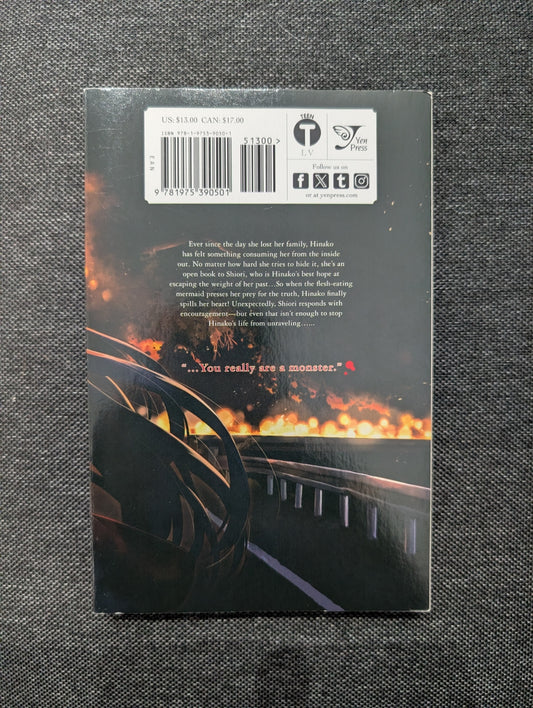 US: $13.00 CAN: $17.00
ISBN 978-1-9753-9050-1
51300 >
EAN
9 781975 390501
TEEN
T
LV
Yen
Press
Follow us on
f X t
or at yenpress.com
Ever since the day she lost her family, Hinako
has felt something consuming her from the inside
out. No matter how hard she tries to hide it, she's an
open book to Shiori, who is Hinako's best hope at
escaping the weight of her past...So when the flesh-eating
mermaid presses her prey for the truth, Hinako finally
spills her heart! Unexpectedly, Shiori responds with
encouragement—but even that isn't enough to stop
Hinako's life from unraveling......
"...You really are a monster."